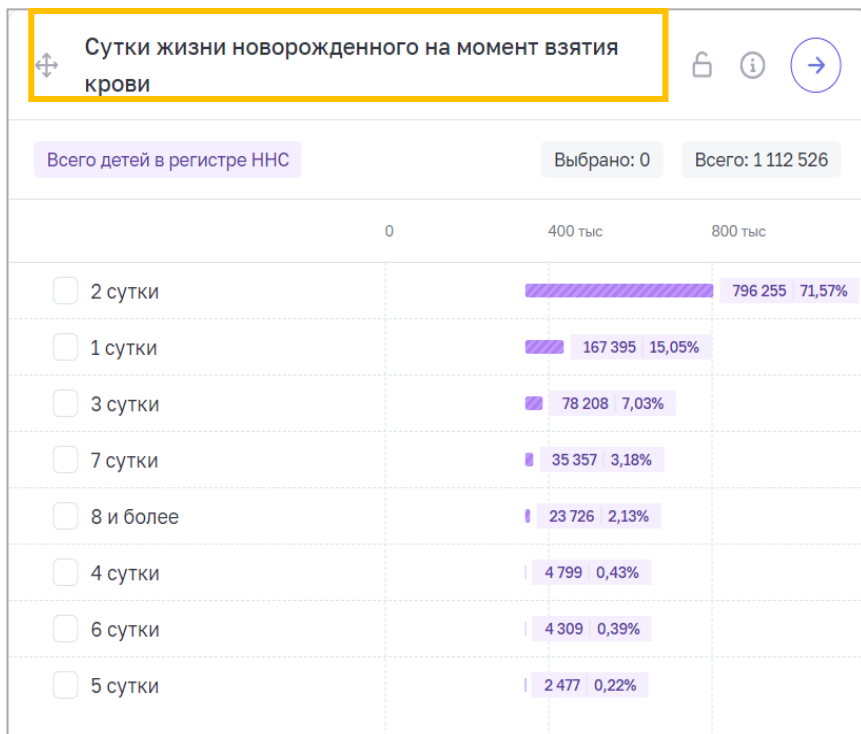 Сутки жизни новорожденного на момент взятия
крови
Всего детей в регистре ННС Выбрано: 0 Всего: 1 112 526
0 400 тыс 800 тыс
2 сутки 796 255 71,57%
1 сутки 167 395 15,05%
3 сутки 78 208 7,03%
7 сутки 35 357 3,18%
8 и более 23 726 2,13%
4 сутки 4 799 0,43%
6 сутки 4 309 0,39%
5 сутки 2 477 0,22%